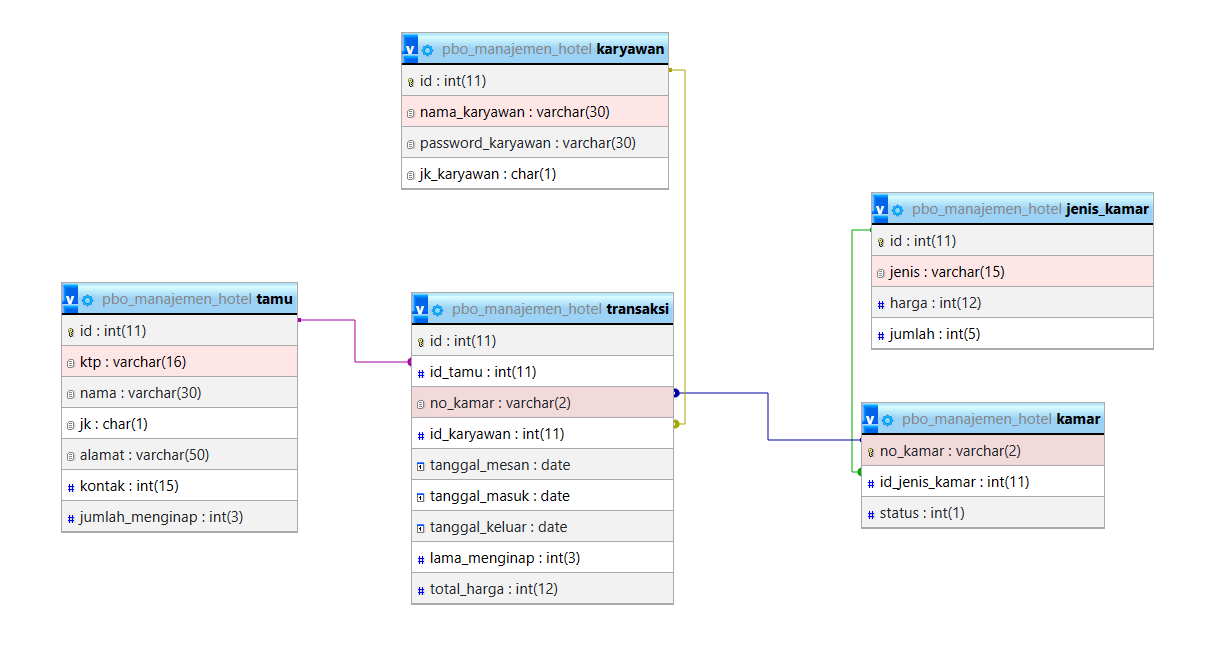 v pbo_manajemen_hotel karyawan
id : int(11)
nama_karyawan : varchar(30)
password_karyawan : varchar(30)
jk_karyawan : char(1)
v pbo_manajemen_hotel jenis_kamar
id : int(11)
jenis : varchar(15)
# harga : int(12)
# jumlah : int(5)
v pbo_manajemen_hotel tamu
id : int(11)
ktp : varchar(16)
nama : varchar(30)
jk : char(1)
alamat : varchar(50)
# kontak : int(15)
# jumlah_menginap : int(3)
v pbo_manajemen_hotel transaksi
id : int(11)
# id_tamu : int(11)
no_kamar : varchar(2)
# id_karyawan : int(11)
tanggal_mesan : date
tanggal_masuk : date
tanggal_keluar : date
# lama_menginap : int(3)
# total_harga : int(12)
v pbo_manajemen_hotel kamar
no_kamar : varchar(2)
# id_jenis_kamar : int(11)
# status : int(1)